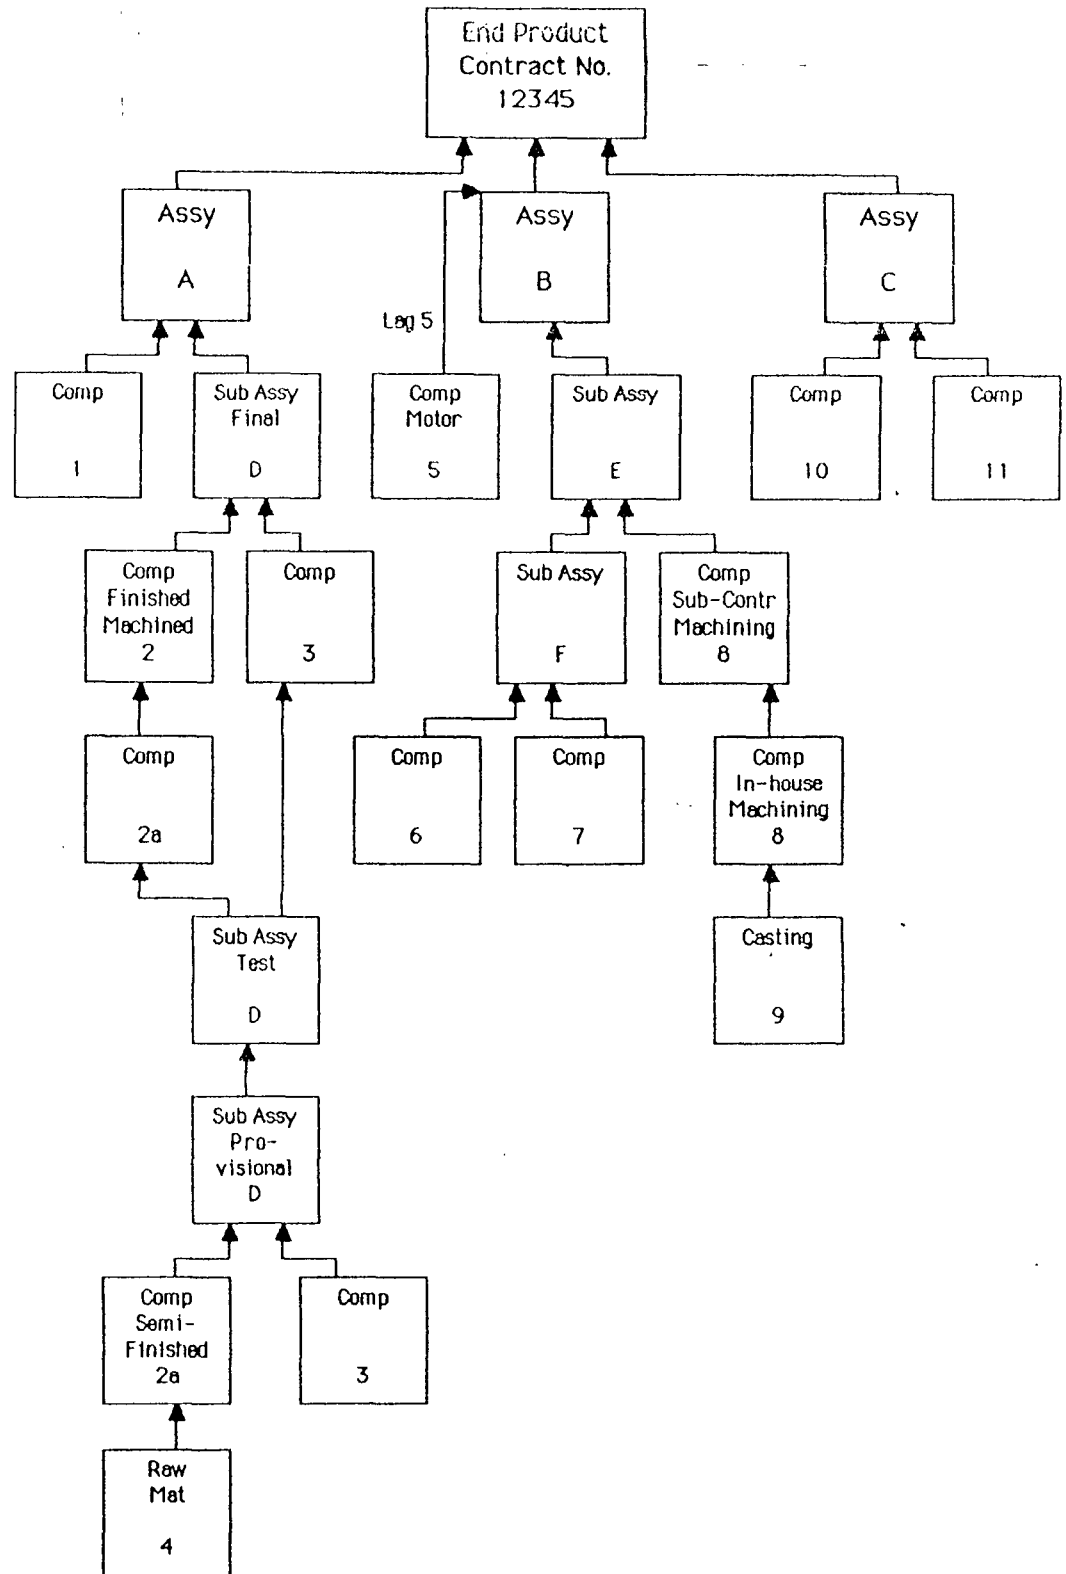 End Product
Contract No.
12345
Assy
A
Assy
B
Assy
C
Lag 5
Comp
1
Sub Assy
Final
D
Comp
Motor
5
Sub Assy
E
Comp
10
Comp
11
Comp
Finished
Machined
2
Comp
3
Sub Assy
F
Comp
Sub-Contr
Machining
8
Comp
2a
Comp
6
Comp
7
Comp
In-house
Machining
8
Sub Assy
Test
D
Casting
9
Sub Assy
Pro-
visional
D
Comp
Semi-
Finished
2a
Comp
3
Raw
Mat
4